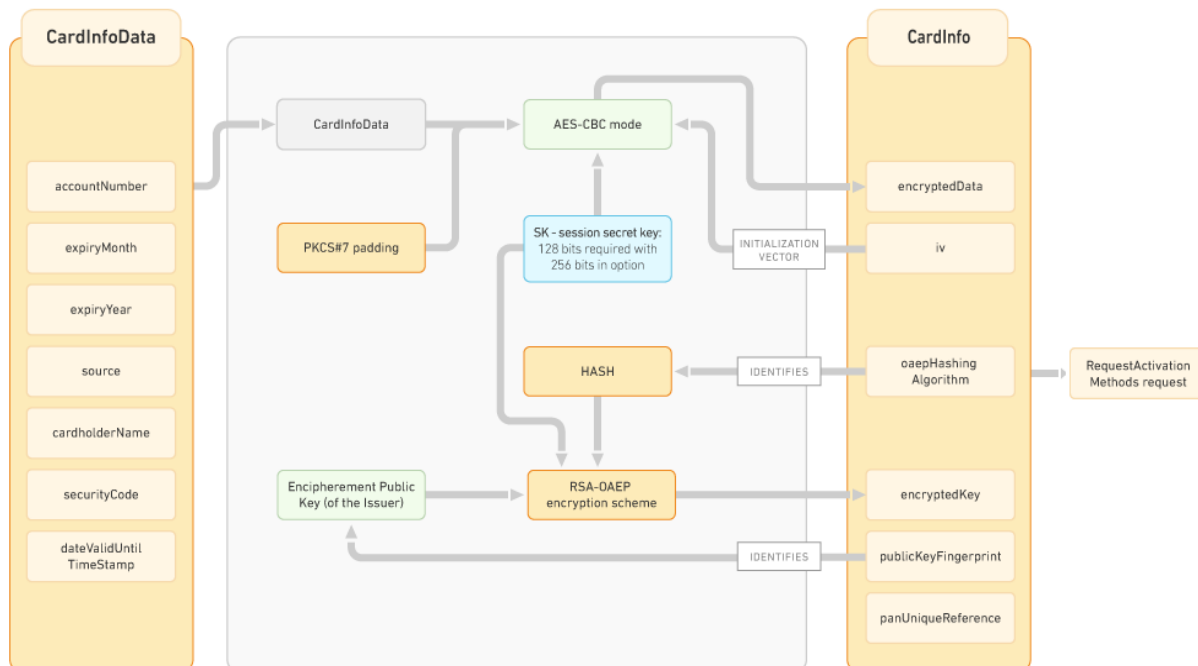 CardInfoData
accountNumber
expiryMonth
expiryYear
source
cardholderName
securityCode
dateValidUntil
TimeStamp
CardInfoData
PKCS#7 padding
Encipherement Public
Key (of the Issuer)
AES-CBC mode
SK - session secret key:
128 bits required with
256 bits in option
HASH
RSA-OAEP
encryption scheme
INITIALIZATION
VECTOR
IDENTIFIES
IDENTIFIES
CardInfo
encryptedData
iv
oaepHashing
Algorithm
encryptedKey
publicKeyFingerprint
panUniqueReference
RequestActivation
Methods request